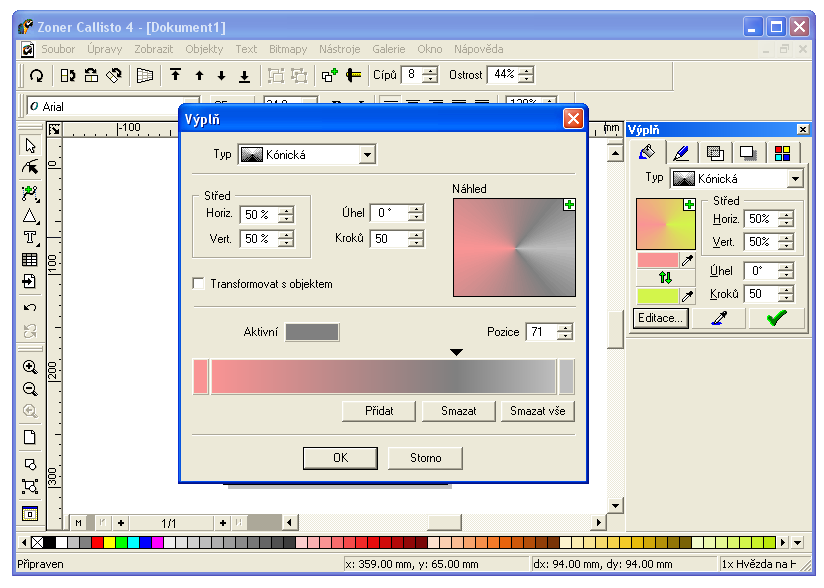 Zoner Callisto 4 - [Dokument1]
Soubor Úpravy Zobrazit Objekty Text Bitmapy Nástroje Galerie Okno Nápověda
Cípů 8 Ostrost 44%
O Arial
-100 mm
Výplň
Typ Kónická
Střed
Horiz. 50 %
Vert. 50 %
Úhel 0°
Kroků 50
Náhled
Transformovat s objektem
Aktivní
Pozice 71
Přidat Smazat Smazat vše
OK Storno
Výplň
Typ Kónická
Střed
Horiz. 50%
Vert. 50%
Úhel 0°
Kroků 50
Editace...
0
100
200
300
1/1
Připraven x: 359.00 mm, y: 65.00 mm dx: 94.00 mm, dy: 94.00 mm 1x Hvězda na